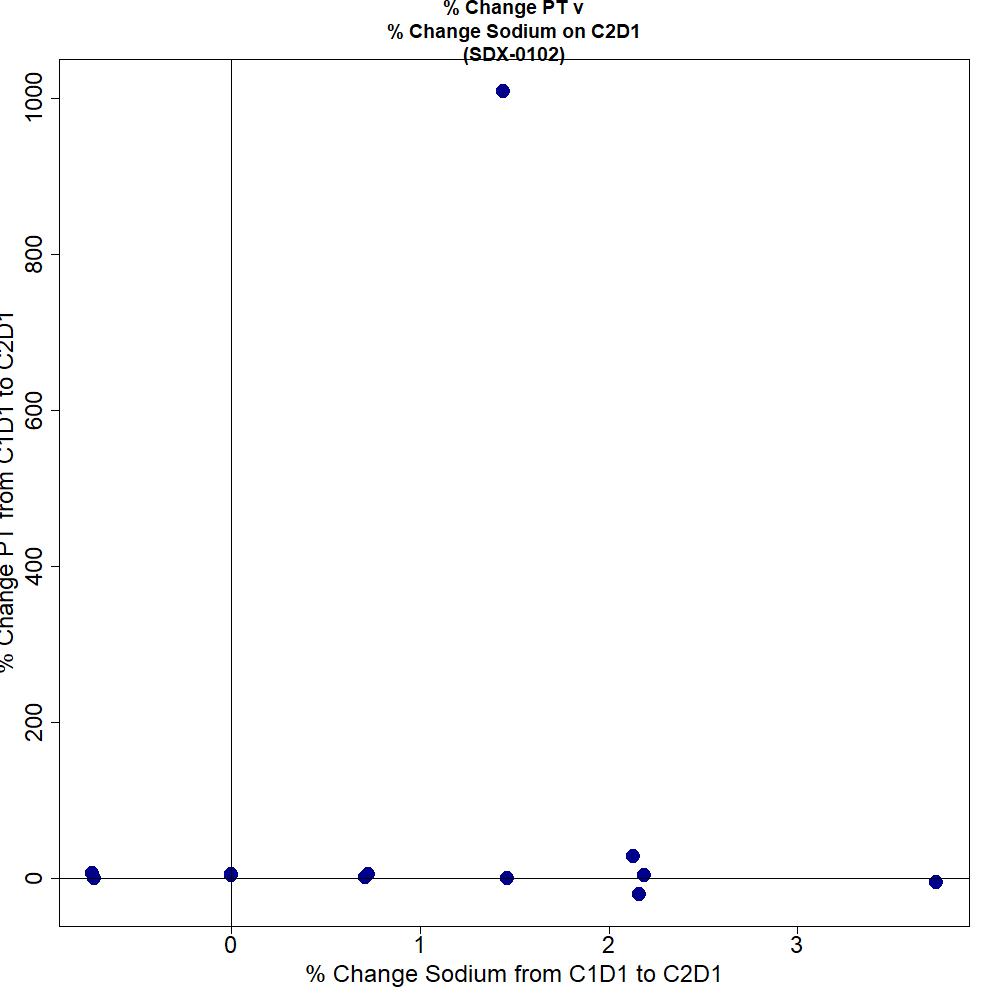 % Change PT v
% Change Sodium on C2D1
(SDX-0102)
% Change PT from C1D1 to C2D1
1000
800
600
400
200
0
0 1 2 3
% Change Sodium from C1D1 to C2D1